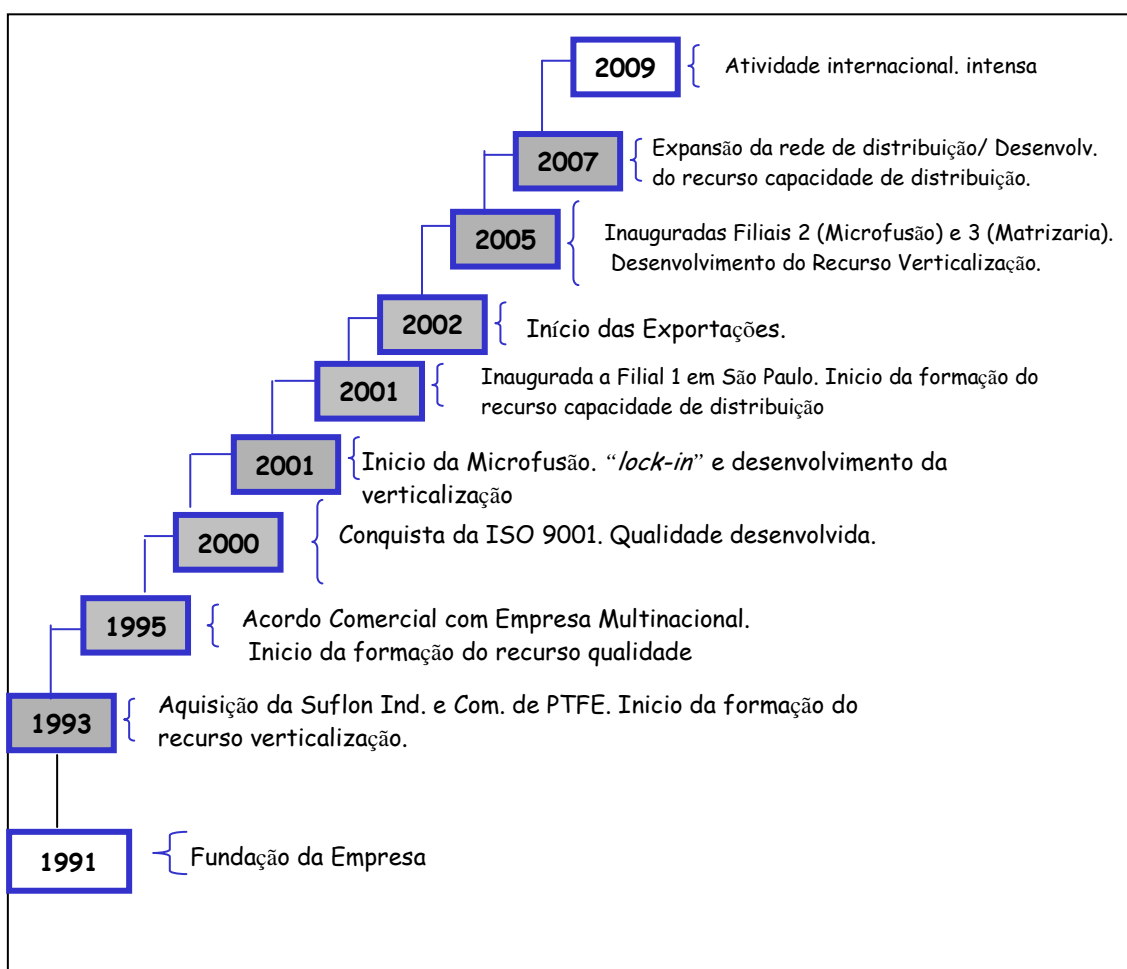 2009
Atividade internacional. intensa
2007
Expansão da rede de distribuição/ Desenvolv.
do recurso capacidade de distribuição.
2005
Inauguradas Filiais 2 (Microfusão) e 3 (Matrizaria).
Desenvolvimento do Recurso Verticalização.
2002
Início das Exportações.
2001
Inaugurada a Filial 1 em São Paulo. Inicio da formação do
recurso capacidade de distribuição
2001
Inicio da Microfusão. “lock-in” e desenvolvimento da
verticalização
2000
Conquista da ISO 9001. Qualidade desenvolvida.
1995
Acordo Comercial com Empresa Multinacional.
Inicio da formação do recurso qualidade
1993
Aquisição da Suflon Ind. e Com. de PTFE. Inicio da formação do
recurso verticalização.
1991
Fundação da Empresa